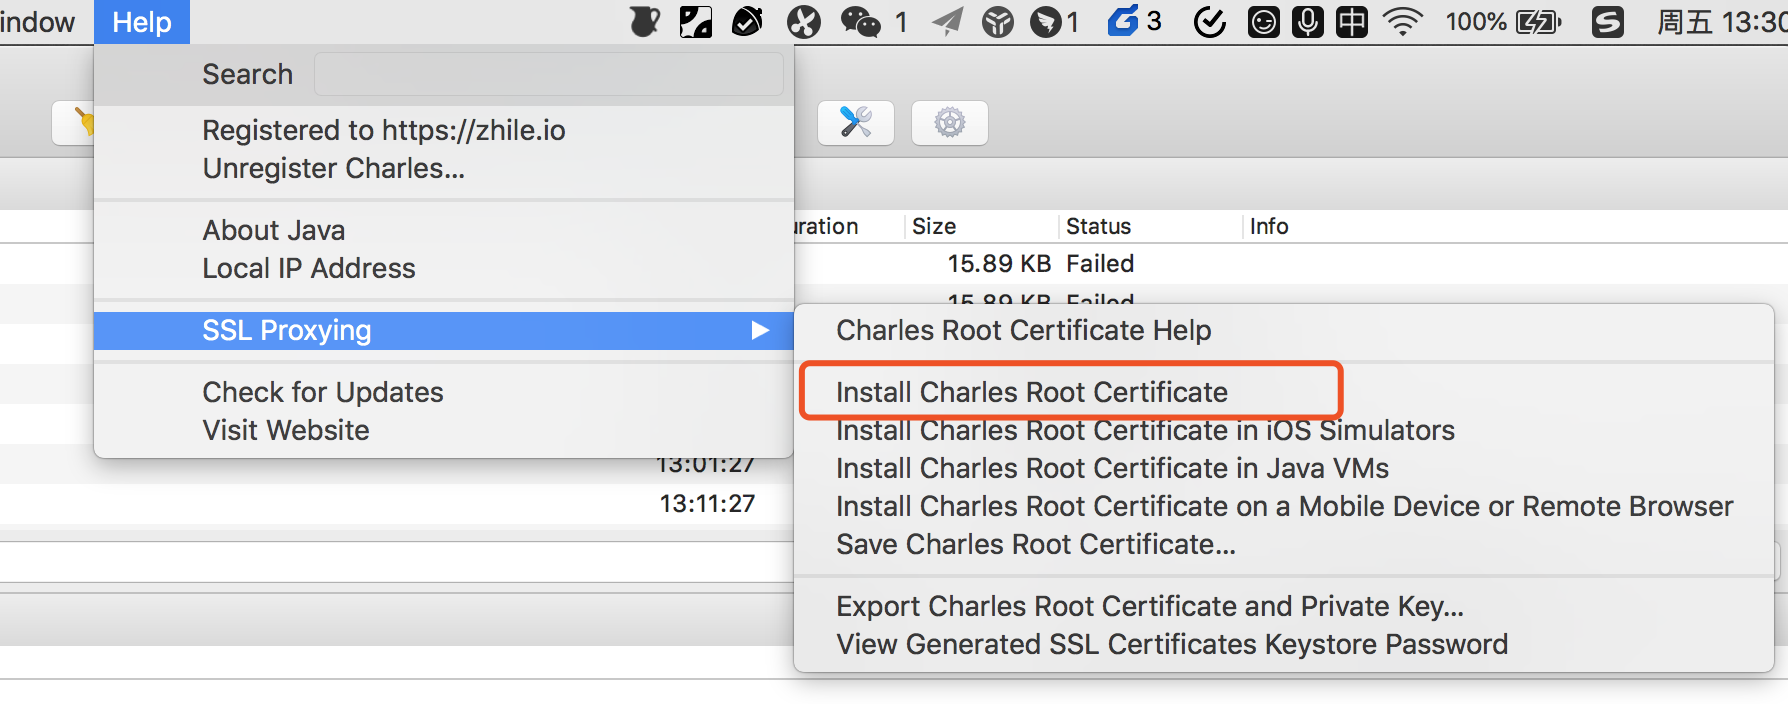 indow Help 1 1 3 中 100% 周五 13:30
Search
Registered to https://zhile.io
Unregister Charles...
About Java
Local IP Address
SSL Proxying
Check for Updates
Visit Website
uration Size Status Info
15.89 KB Failed
15.89 KB Failed
13:01:27
13:11:27
Charles Root Certificate Help
Install Charles Root Certificate
Install Charles Root Certificate in iOS Simulators
Install Charles Root Certificate in Java VMs
Install Charles Root Certificate on a Mobile Device or Remote Browser
Save Charles Root Certificate...
Export Charles Root Certificate and Private Key...
View Generated SSL Certificates Keystore Password